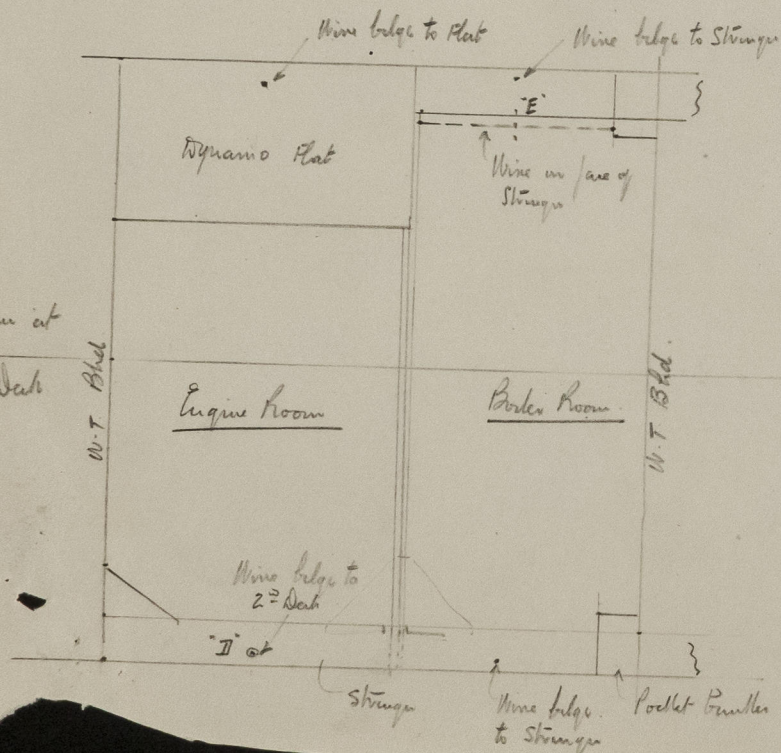 Wire bilge to Flat
Wire bilge to Stringer
"E"
Dynamo Flat
Wire on face of
Stringer
at
Deck
W.T Bhd
Engine Room
Boiler Room.
W.T Bhd.
Wire bilge to
2nd Deck
"D"
Stringer
Wire bilge
to Stringer
Pocket Bunker